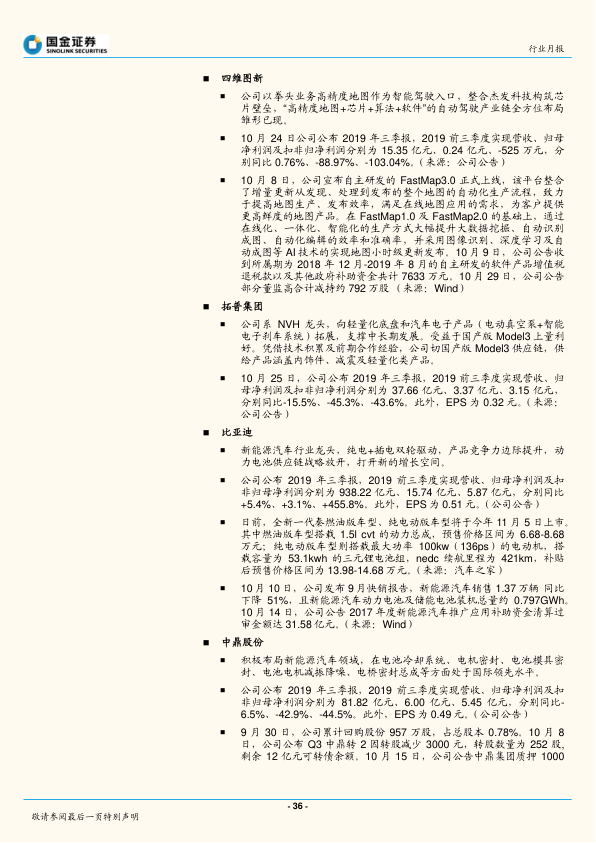 国金证券
SINOLINK SECURITIES
行业月报
■ 四维图新
■ 公司以拳头业务高精度地图作为智能驾驶入口，整合杰发科技构筑芯
片壁垒，“高精度地图+芯片+算法+软件”的自动驾驶产业链全方位布局
雏形已现。
■ 10 月 24 日公司公布 2019 年三季报，2019 前三季度实现营收、归母
净利润及扣非归净利润分别为 15.35 亿元、0.24 亿元、-525 万元，分
别同比 0.76%、-88.97%、-103.04%。（来源：公司公告）
■ 10 月 8 日，公司宣布自主研发的 FastMap3.0 正式上线，该平台整合
了增量更新从发现、处理到发布的整个地图的自动化生产流程，致力
于提高地图生产、发布效率，满足在线地图应用的需求，为客户提供
更高鲜度的地图产品。在 FastMap1.0 及 FastMap2.0 的基础上，通过
在线化、一体化、智能化的生产方式大幅提升大数据挖掘、自动识别
成图、自动化编辑的效率和准确率，并采用图像识别、深度学习及自
动成图等 AI 技术的实现地图小时级更新发布。10 月 9 日，公司公告收
到所属期为 2018 年 12 月-2019 年 8 月的自主研发的软件产品增值税
退税款以及其他政府补助资金共计 7633 万元。10 月 29 日，公司公告
部分董监高合计减持约 792 万股 （来源：Wind）
■ 拓普集团
■ 公司系 NVH 龙头，向轻量化底盘和汽车电子产品（电动真空泵+智能
电子刹车系统）拓展，支撑中长期发展。受益于国产版 Model3 上量利
好。凭借技术积累及前期合作经验，公司切国产版 Model3 供应链，供
给产品涵盖内饰件、减震及轻量化类产品。
■ 10 月 25 日，公司公布 2019 年三季报，2019 前三季度实现营收、归
母净利润及扣非归母净利润分别为 37.66 亿元、3.37 亿元、3.15 亿元，
分别同比-15.5%、-45.3%、-43.6%。此外，EPS 为 0.32 元。（来源：
公司公告）
■ 比亚迪
■ 新能源汽车行业龙头，纯电+插电双轮驱动，产品竞争力边际提升，动
力电池供应链战略放开，打开新的增长空间。
■ 公司公布 2019 年三季报，2019 前三季度实现营收、归母净利润及扣
非归母净利润分别为 938.22 亿元、15.74 亿元、5.87 亿元，分别同比
+5.4%、+3.1%、+455.8%。此外，EPS 为 0.51 元。（公司公告）
■ 日前，全新一代秦燃油版车型、纯电动版车型将于今年 11 月 5 日上市。
其中燃油版车型搭载 1.5l cvt 的动力总成，预售价格区间为 6.68-8.68
万元；纯电动版车型则搭载最大功率 100kw（136ps）的电动机，搭
载容量为 53.1kwh 的三元锂电池组，nedc 续航里程为 421km，补贴
后预售价格区间为 13.98-14.68 万元。（来源：汽车之家）
■ 10 月 10 日，公司发布 9 月快销报告，新能源汽车销售 1.37 万辆 同比
下降 51%，且新能源汽车动力电池及储能电池装机总量约 0.797GWh。
10 月 14 日，公司公告 2017 年度新能源汽车推广应用补助资金清算过
审金额达 31.58 亿元。（来源：Wind）
■ 中鼎股份
■ 积极布局新能源汽车领域，在电池冷却系统、电机密封、电池模具密
封、电池电机减振降噪、电桥密封总成等方面处于国际领先水平。
■ 公司公布 2019 年三季报，2019 前三季度实现营收、归母净利润及扣
非归母净利润分别为 81.82 亿元、6.00 亿元、5.45 亿元，分别同比-
6.5%、-42.9%、-44.5%。此外，EPS 为 0.49 元。（公司公告）
■ 9 月 30 日，公司累计回购股份 957 万股，占总股本 0.78%。10 月 8
日，公司公布 Q3 中鼎转 2 因转股减少 3000 元，转股数量为 252 股，
剩余 12 亿元可转债余额。10 月 15 日，公司公告中鼎集团质押 1000
- 36 -
敬请参阅最后一页特别声明